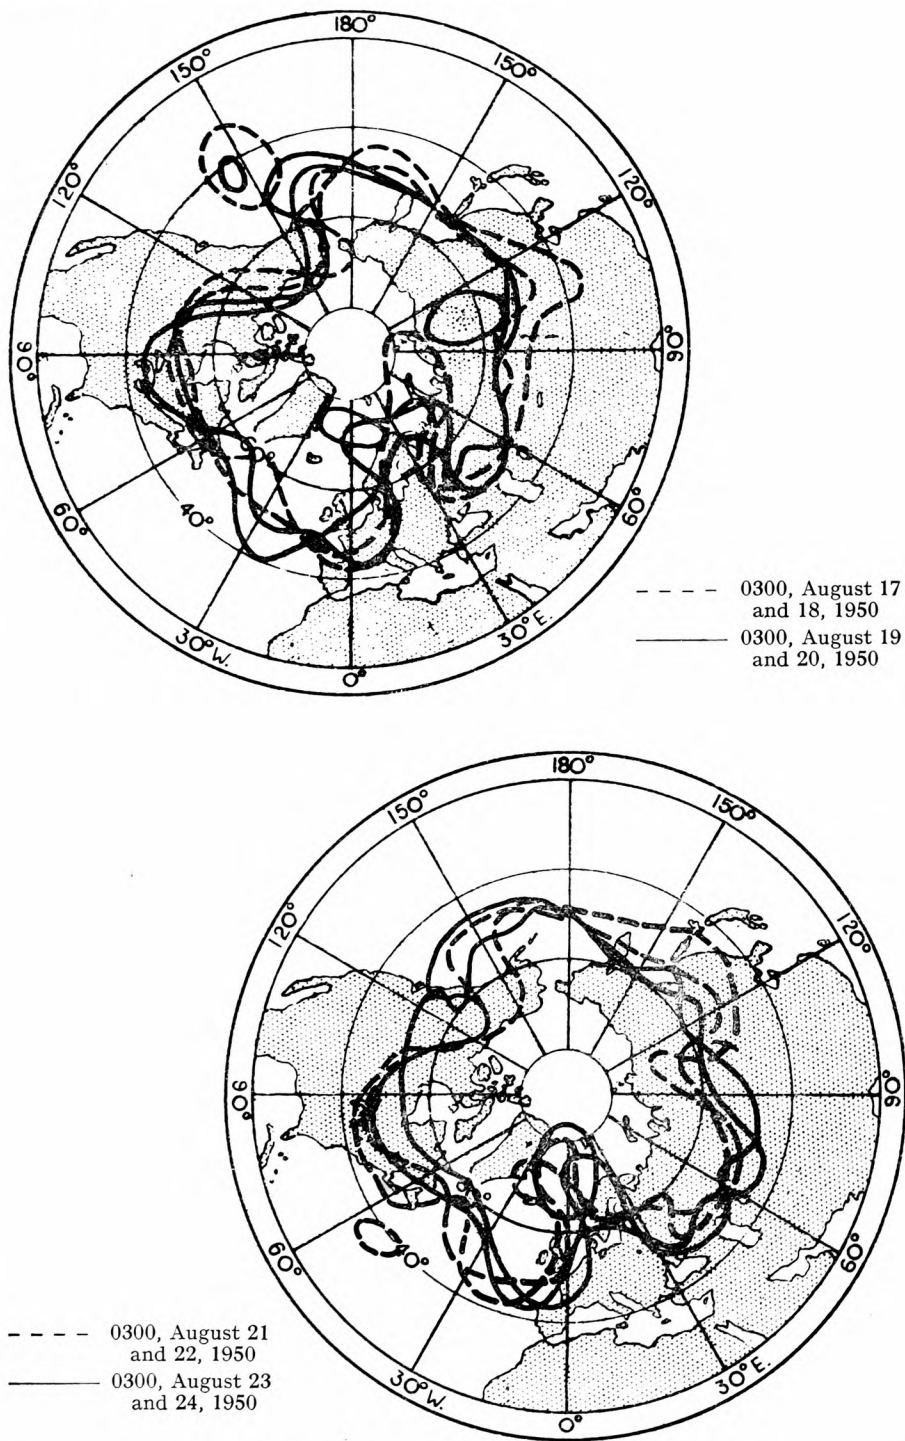 180°
150°
150°
120°
120°
90°
90°
60°
60°
40°
30°W.
30°E.
0°
- - - - 0300, August 17
and 18, 1950
——— 0300, August 19
and 20, 1950
180°
150°
150°
120°
120°
90°
90°
60°
60°
40°
30°W.
30°E.
0°
- - - - 0300, August 21
and 22, 1950
——— 0300, August 23
and 24, 1950